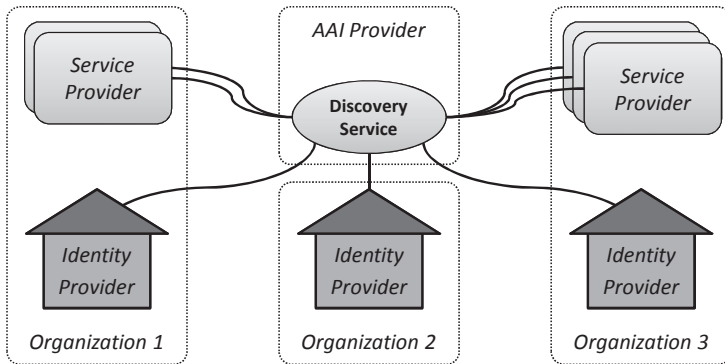 AAI Provider
Service
Provider
Discovery
Service
Service
Provider
Identity
Provider
Identity
Provider
Identity
Provider
Organization 1
Organization 2
Organization 3